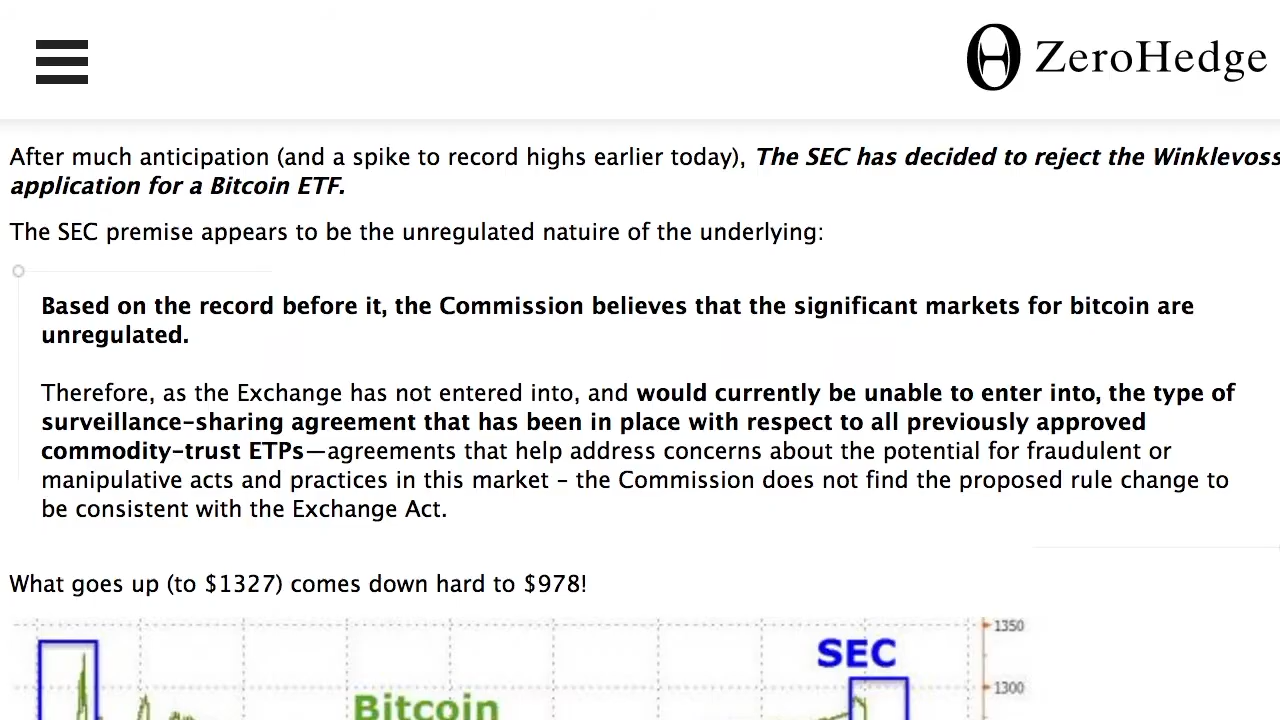 ZeroHedge
After much anticipation (and a spike to record highs earlier today), The SEC has decided to reject the Winklevoss
application for a Bitcoin ETF.
The SEC premise appears to be the unregulated natuire of the underlying:
Based on the record before it, the Commission believes that the significant markets for bitcoin are
unregulated.
Therefore, as the Exchange has not entered into, and would currently be unable to enter into, the type of
surveillance-sharing agreement that has been in place with respect to all previously approved
commodity-trust ETPs—agreements that help address concerns about the potential for fraudulent or
manipulative acts and practices in this market – the Commission does not find the proposed rule change to
be consistent with the Exchange Act.
What goes up (to $1327) comes down hard to $978!
1350
SEC
1300
Bitcoin